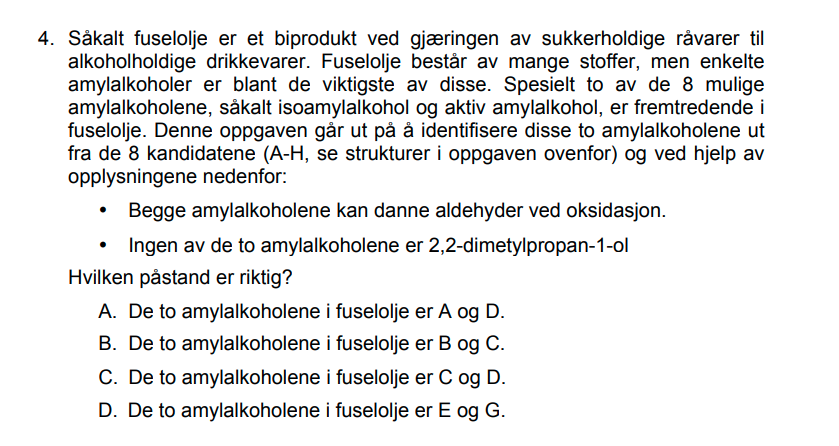 4. Såkalt fuselolje er et biprodukt ved gjæringen av sukkerholdige råvarer til
alkoholholdige drikkevarer. Fuselolje består av mange stoffer, men enkelte
amylalkoholer er blant de viktigste av disse. Spesielt to av de 8 mulige
amylalkoholene, såkalt isoamylalkohol og aktiv amylalkohol, er fremtredende i
fuselolje. Denne oppgaven går ut på å identifisere disse to amylalkoholene ut
fra de 8 kandidatene (A-H, se strukturer i oppgaven ovenfor) og ved hjelp av
opplysningene nedenfor:
• Begge amylalkoholene kan danne aldehyder ved oksidasjon.
• Ingen av de to amylalkoholene er 2,2-dimetylpropan-1-ol
Hvilken påstand er riktig?
A. De to amylalkoholene i fuselolje er A og D.
B. De to amylalkoholene i fuselolje er B og C.
C. De to amylalkoholene i fuselolje er C og D.
D. De to amylalkoholene i fuselolje er E og G.